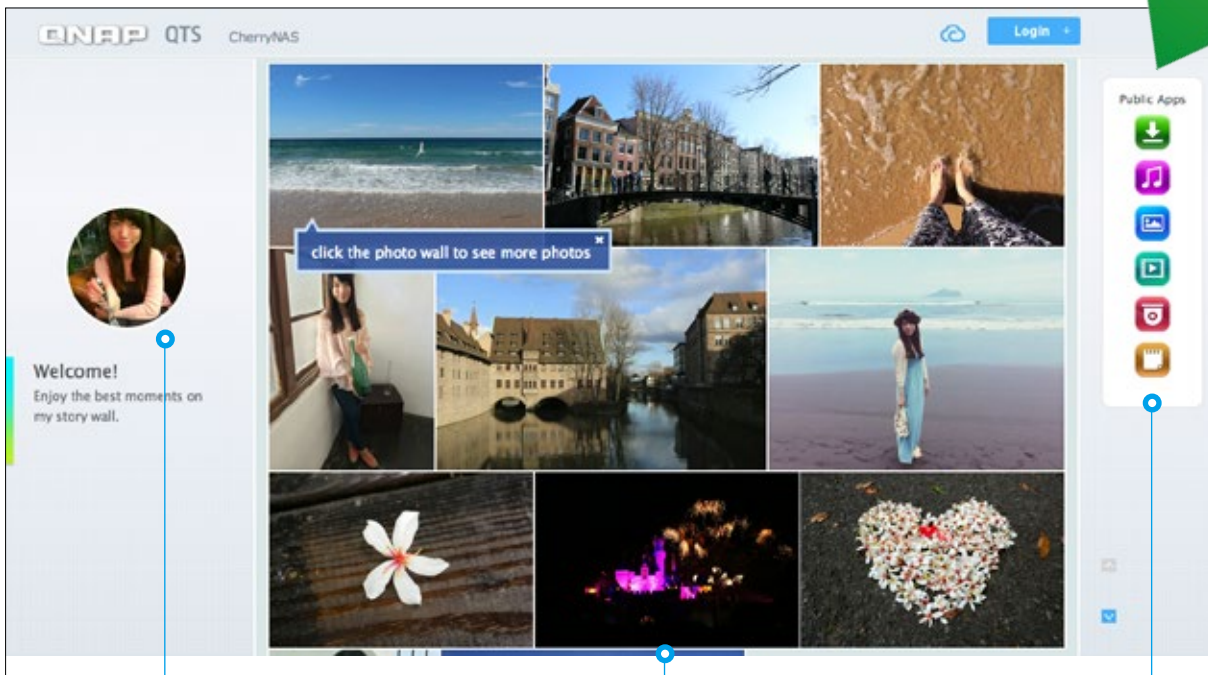 QNAP QTS CherryNAS
Login +
Public Apps
click the photo wall to see more photos
Welcome!
Enjoy the best moments on
my story wall.